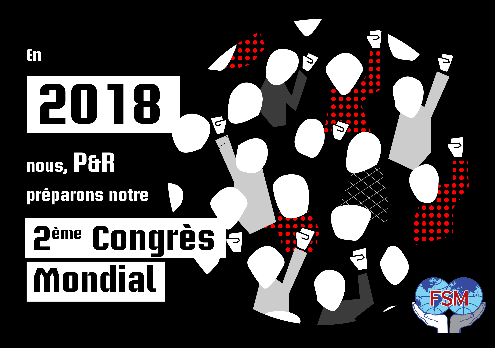 En
2018
nous, P&R
préparons notre
2ème Congrès
Mondial
FSM